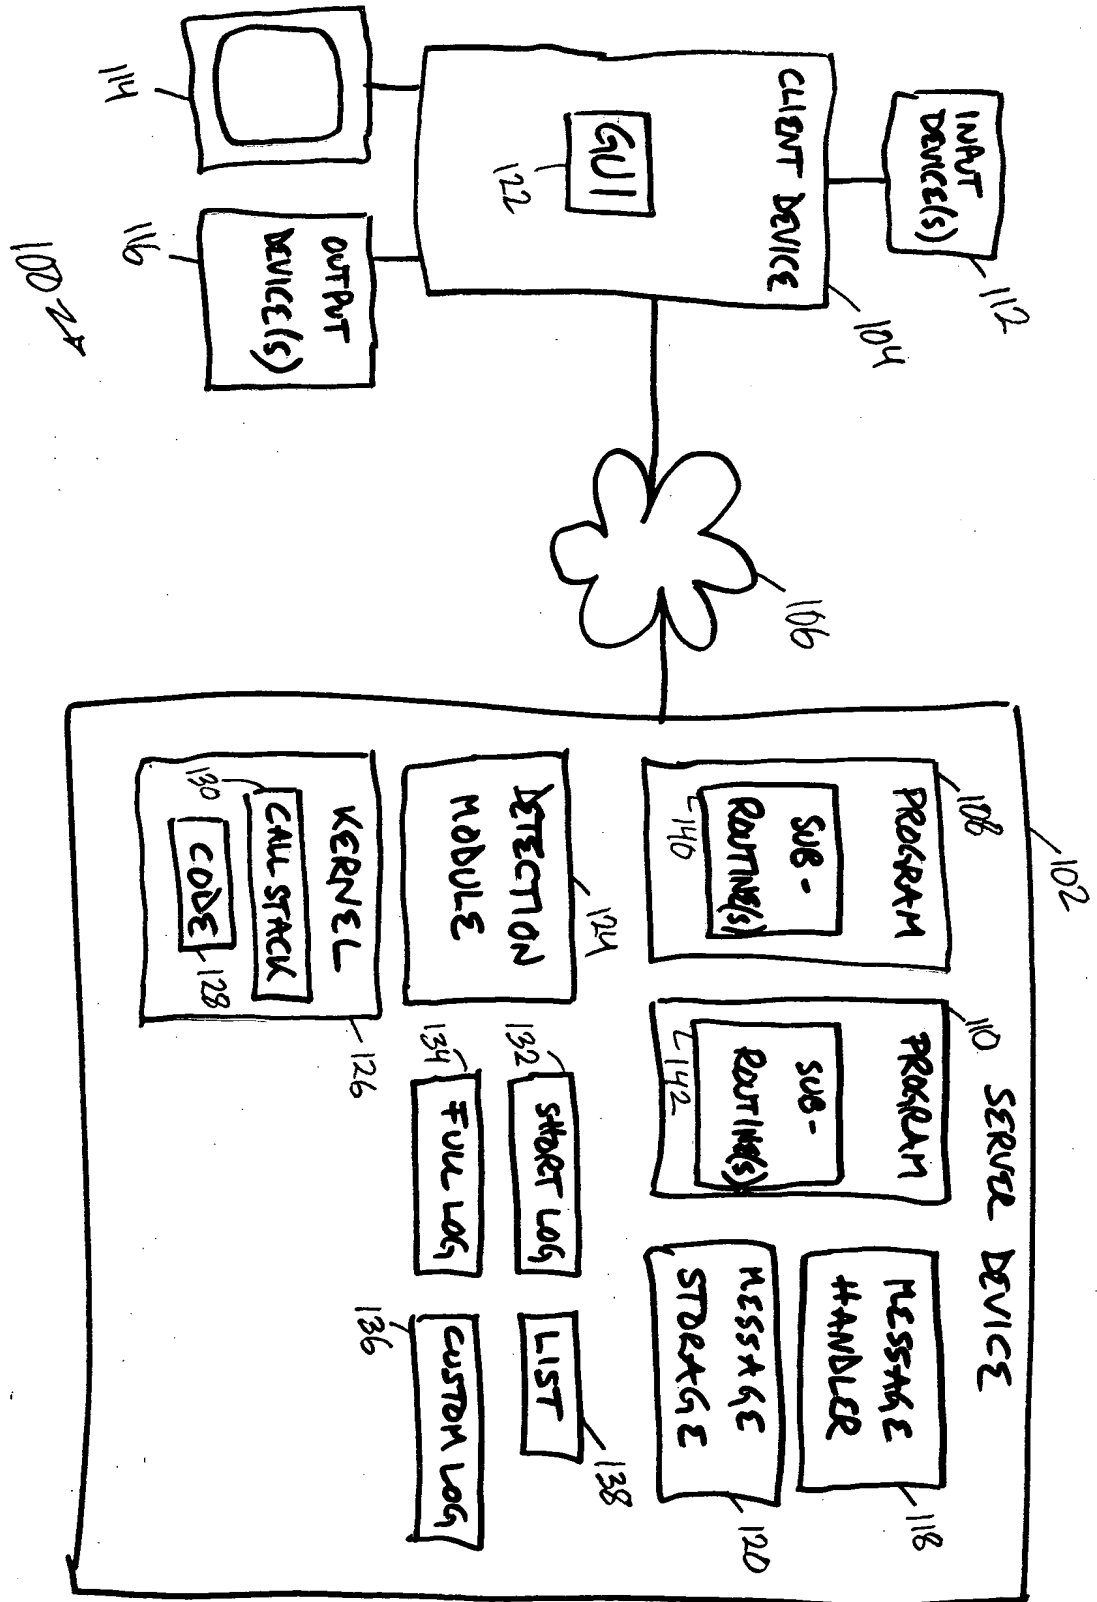 INPUT
DEVICE(S)
112
CLIENT DEVICE
104
GUI
122
114
OUTPUT
DEVICE(S)
116
100
106
102
SERVER DEVICE
108
PROGRAM
SUB-
ROUTINE(S)
140
110
PROGRAM
SUB-
ROUTINE(S)
142
MESSAGE
HANDLER
118
MESSAGE
STORAGE
120
DETECTION
MODULE
124
132
SHORT LOG
LIST
138
134
FULL LOG
136
CUSTOM LOG
KERNEL
126
130
CALL STACK
CODE
128